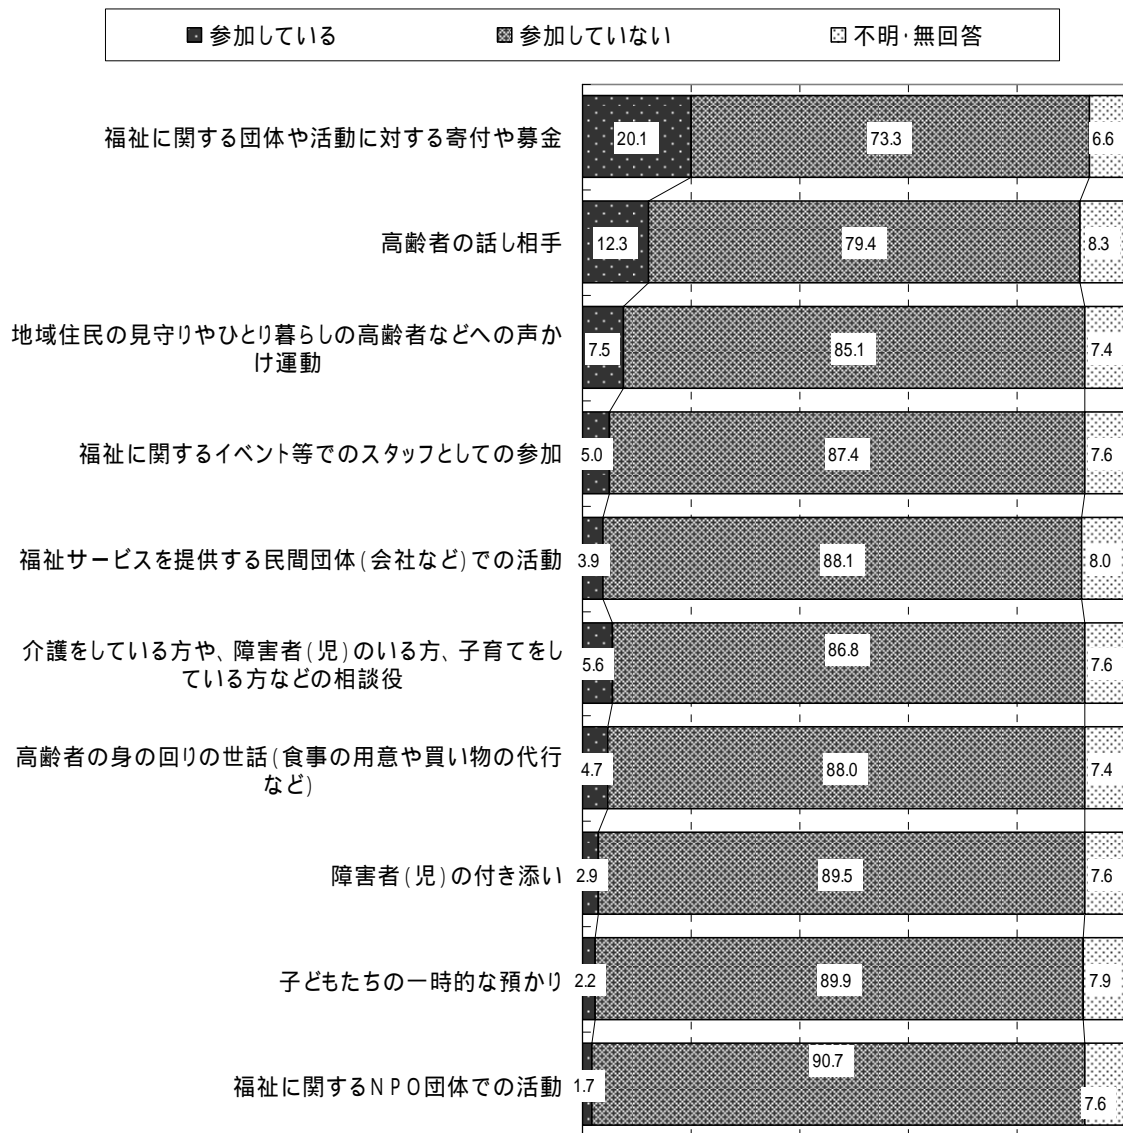 参加している 参加していない 不明・無回答
福祉に関する団体や活動に対する寄付や募金 20.1 73.3 6.6
高齢者の話し相手 12.3 79.4 8.3
地域住民の見守りやひとり暮らしの高齢者などへの声か
け運動 7.5 85.1 7.4
福祉に関するイベント等でのスタッフとしての参加 5.0 87.4 7.6
福祉サービスを提供する民間団体(会社など)での活動 3.9 88.1 8.0
介護をしている方や、障害者(児)のいる方、子育てをし
ている方などの相談役 5.6 86.8 7.6
高齢者の身の回りの世話(食事の用意や買い物の代行
など) 4.7 88.0 7.4
障害者(児)の付き添い 2.9 89.5 7.6
子どもたちの一時的な預かり 2.2 89.9 7.9
福祉に関するNPO団体での活動 1.7 90.7 7.6